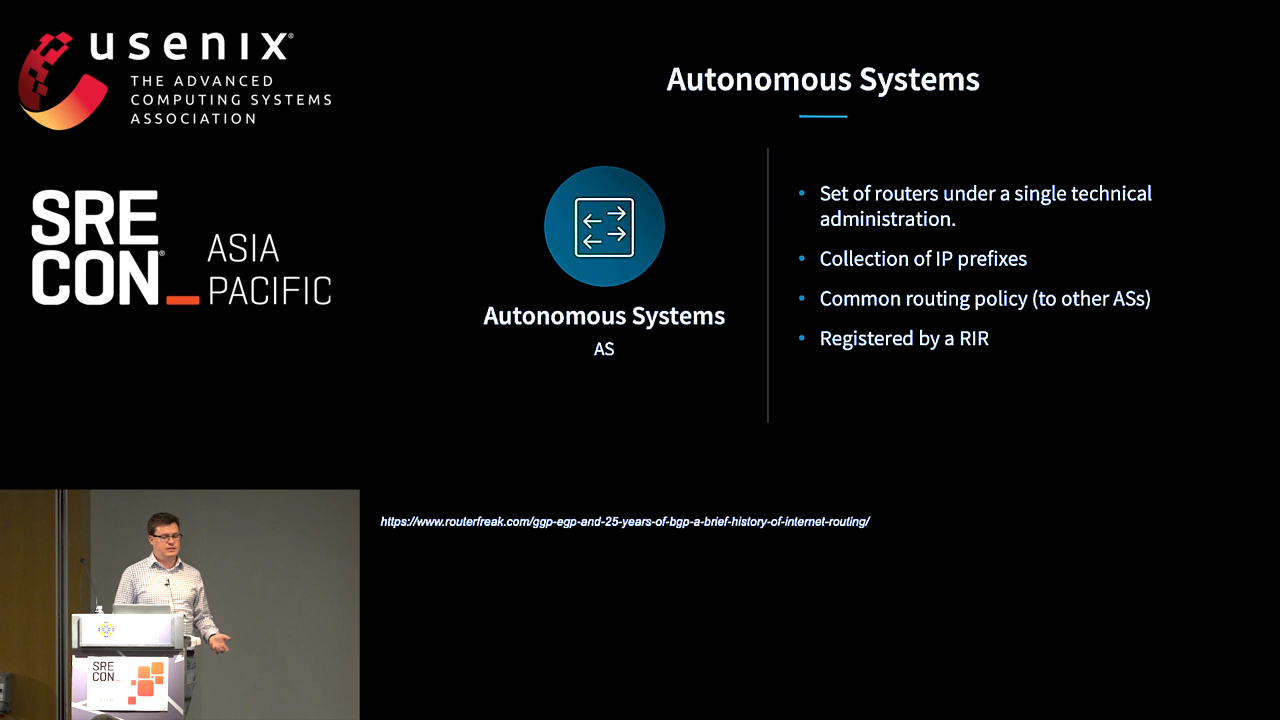 usenix®
THE ADVANCED
COMPUTING SYSTEMS
ASSOCIATION
SRE
CON®_ ASIA
PACIFIC
Autonomous Systems
Autonomous Systems
AS
• Set of routers under a single technical
administration.
• Collection of IP prefixes
• Common routing policy (to other ASs)
• Registered by a RIR
https://www.routerfreak.com/ggp-egp-and-25-years-of-bgp-a-brief-history-of-internet-routing/
SRE
CON_